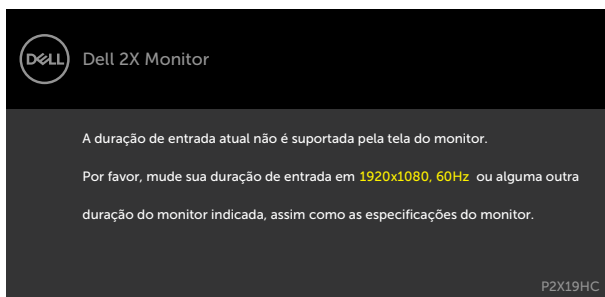 DELL Dell 2X Monitor
A duração de entrada atual não é suportada pela tela do monitor.
Por favor, mude sua duração de entrada em 1920x1080, 60Hz ou alguma outra
duração do monitor indicada, assim como as especificações do monitor.
P2X19HC